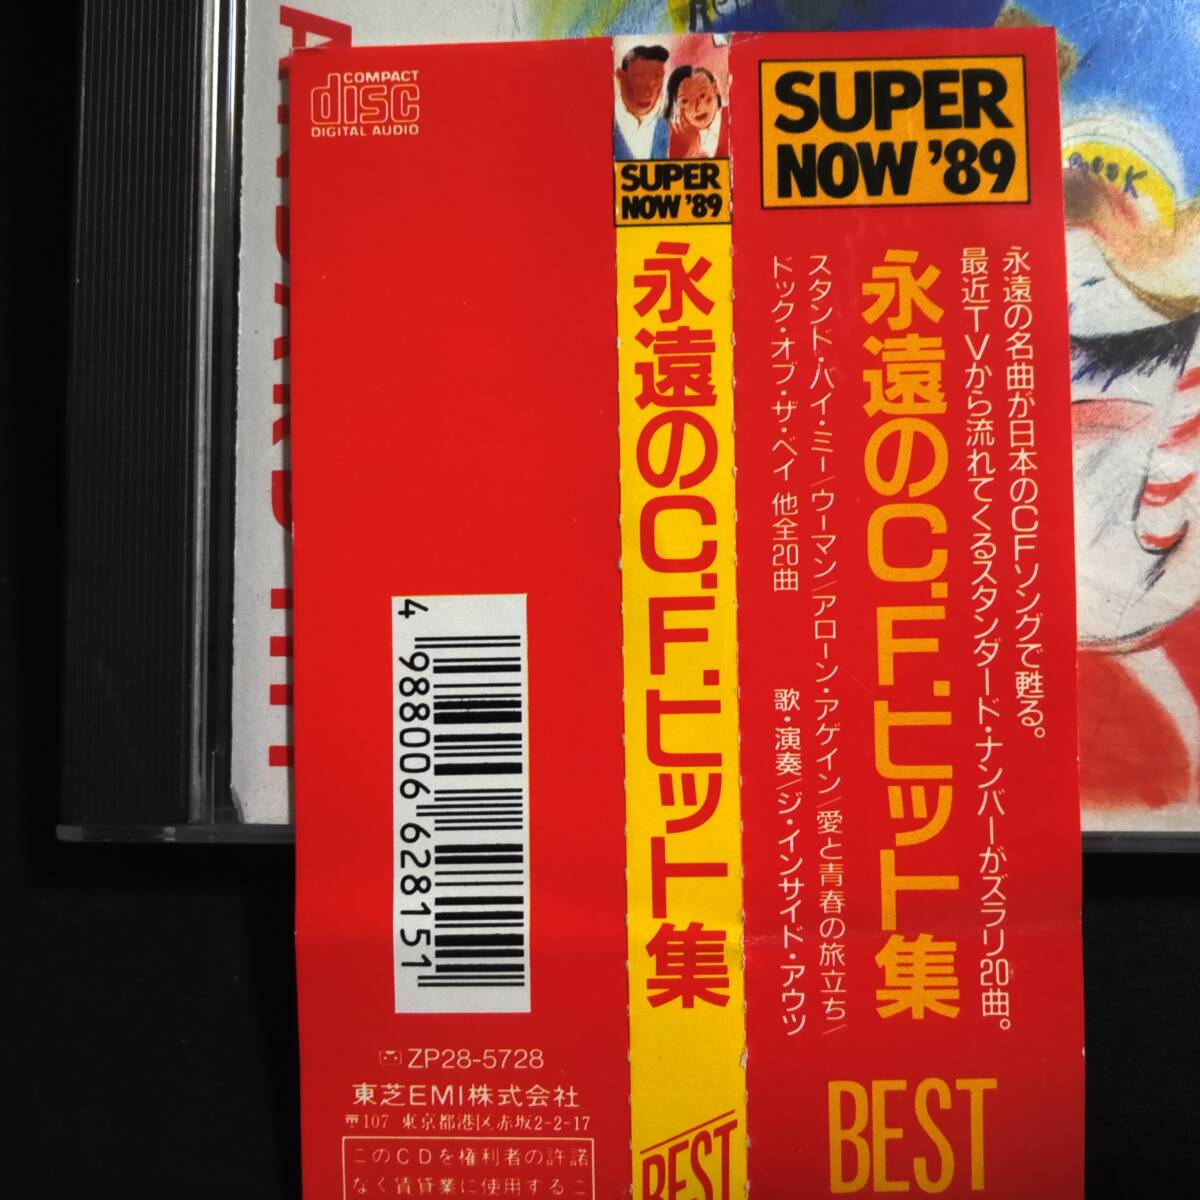 COMPACT
disc
DIGITAL AUDIO
4 988006 628151
ZP28-5728
東芝EMI株式会社
〒107 東京都港区赤坂2-2-17
このCDを権利者の許諾
なく賃貸業に使用するこ
SUPER
NOW '89
永遠のC.F.ヒット集
BEST
SUPER
NOW '89
永遠の名曲が日本のCFソングで甦る。
最近TVから流れてくるスタンダード・ナンバーがズラリ20曲。
永遠のC.F.ヒット集
スタンド・バイ・ミー/ウーマン/アローン・アゲイン/愛と青春の旅立ち/
ドック・オブ・ザ・ベイ 他全20曲
歌・演奏/ジ・インサイド・アウツ
BEST